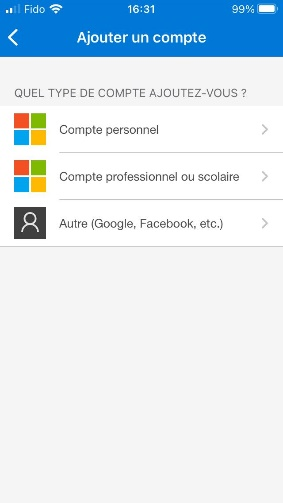 Fido 16:31 99%
Ajouter un compte
QUEL TYPE DE COMPTE AJOUTEZ-VOUS ?
Compte personnel
Compte professionnel ou scolaire
Autre (Google, Facebook, etc.)